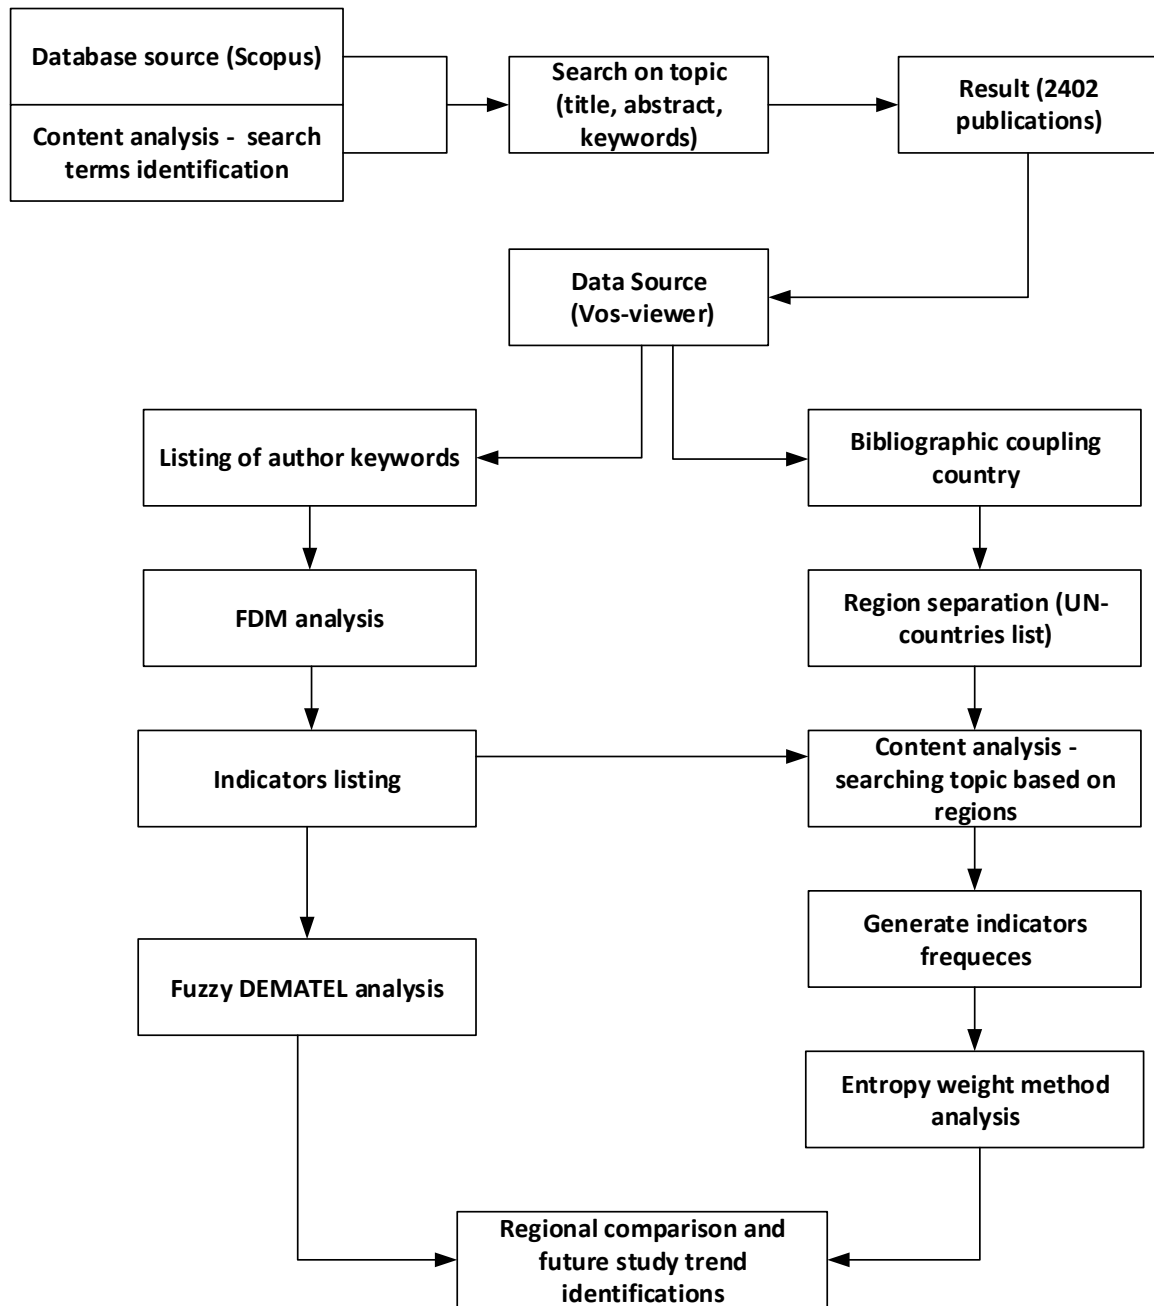 Database source (Scopus)
Content analysis -  search
terms identification
Search on topic
(title, abstract,
keywords)
Result (2402
publications)
Data Source
(Vos-viewer)
Listing of author keywords
Bibliographic coupling
country
FDM analysis
Region separation (UN-
countries list)
Indicators listing
Content analysis -
searching topic based on
regions
Generate indicators
frequeces
Fuzzy DEMATEL analysis
Entropy weight method
analysis
Regional comparison and
future study trend
identifications